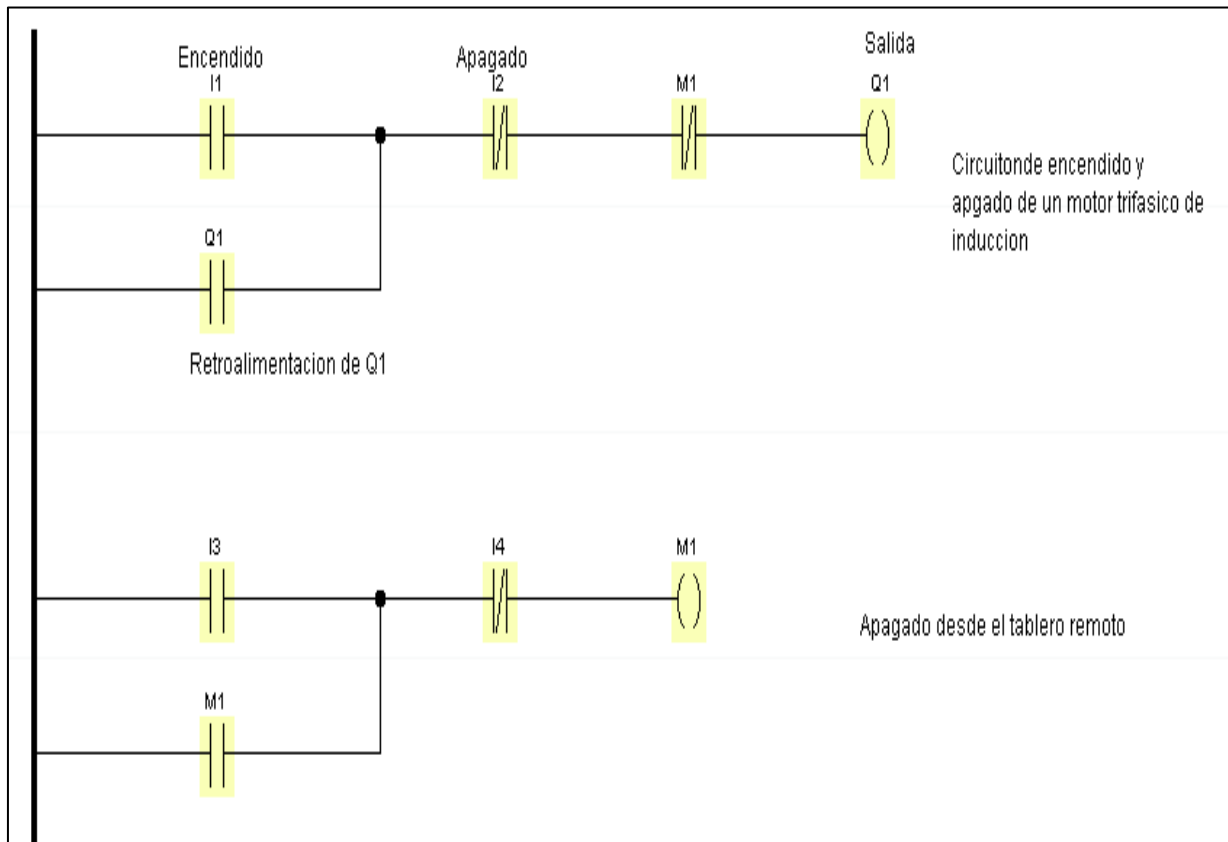 Encendido
I1
Apagado
I2
M1
Salida
Q1
Circuitonde encendido y
apgado de un motor trifasico de
induccion
Q1
Retroalimentacion de Q1
I3
I4
M1
Apagado desde el tablero remoto
M1